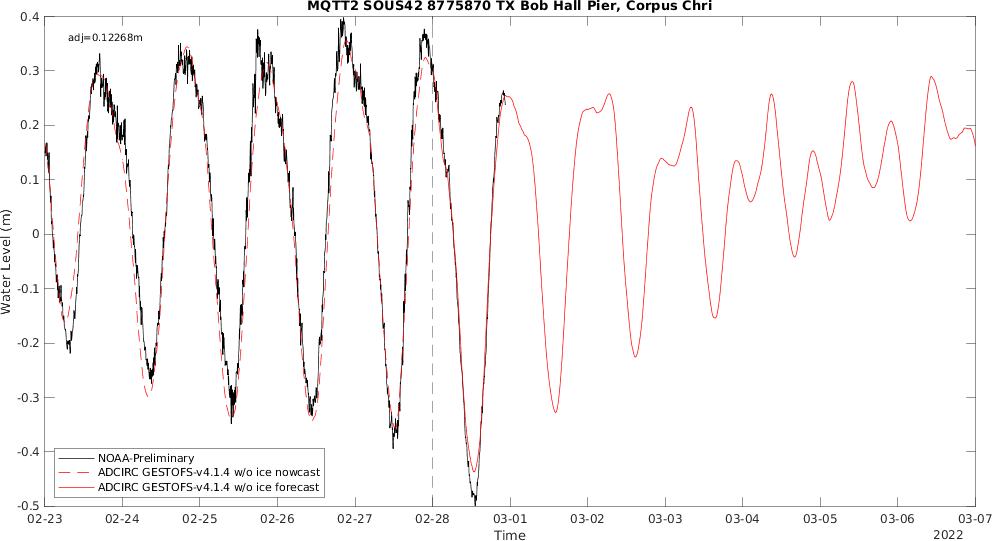 MQTT2 SOUS42 8775870 TX Bob Hall Pier, Corpus Chri
adj=0.12268m
0.4
0.3
0.2
0.1
0
-0.1
-0.2
-0.3
-0.4
-0.5
Water Level (m)
NOAA-Preliminary
ADCIRC GESTOFS-v4.1.4 w/o ice nowcast
ADCIRC GESTOFS-v4.1.4 w/o ice forecast
02-23 02-24 02-25 02-26 02-27 02-28 03-01 03-02 03-03 03-04 03-05 03-06 03-07
Time
2022